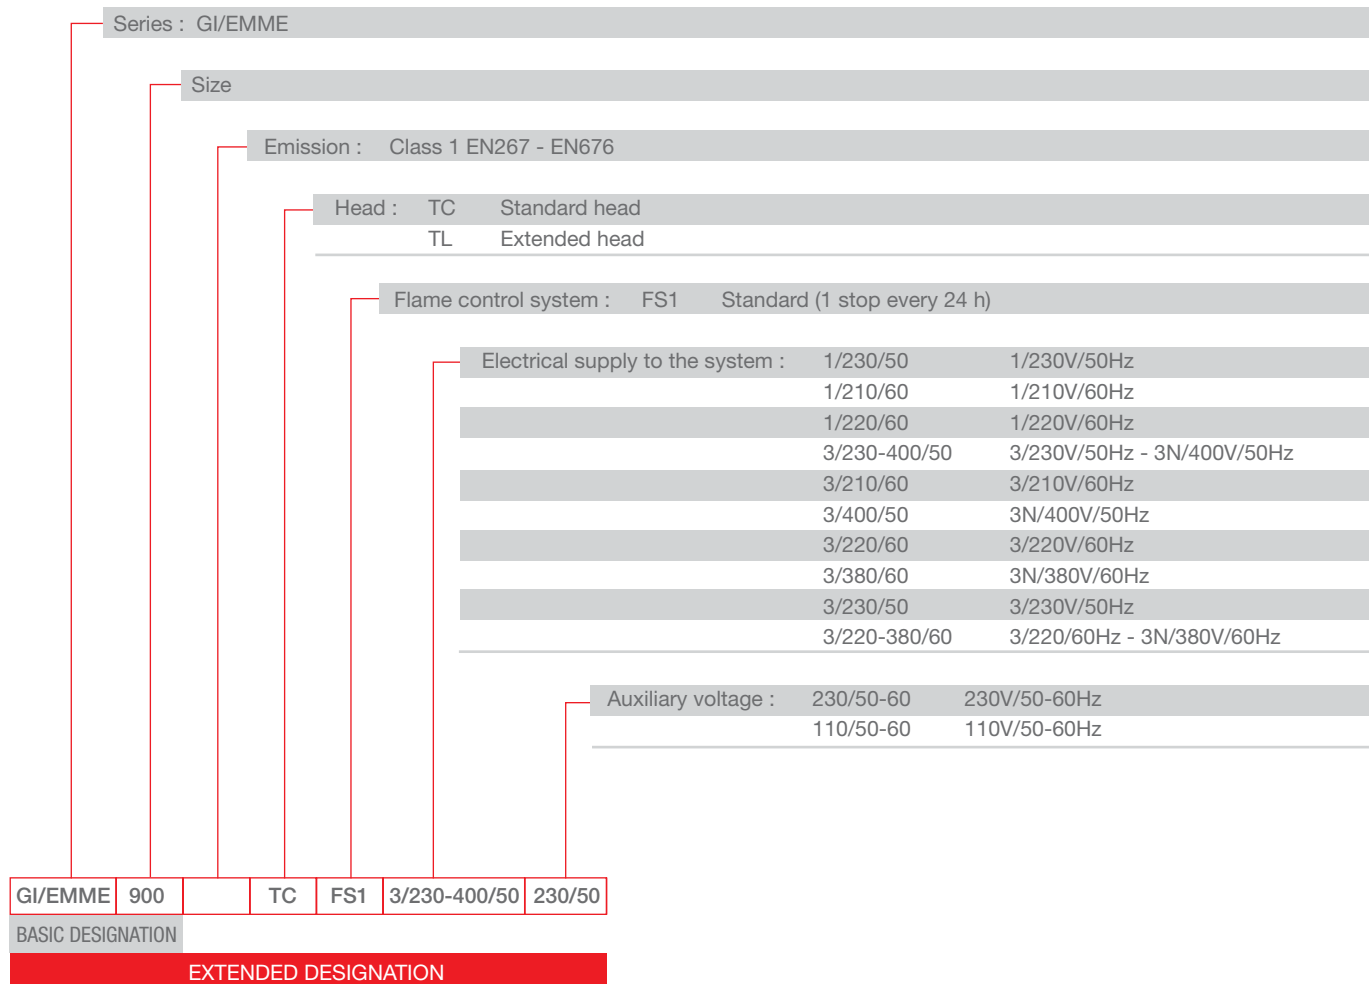 Series : GI/EMME
Size
Emission : Class 1 EN267 - EN676
Head : TC Standard head
TL Extended head
Flame control system : FS1 Standard (1 stop every 24 h)
Electrical supply to the system : 1/230/50 1/230V/50Hz
1/210/60 1/210V/60Hz
1/220/60 1/220V/60Hz
3/230-400/50 3/230V/50Hz - 3N/400V/50Hz
3/210/60 3/210V/60Hz
3/400/50 3N/400V/50Hz
3/220/60 3/220V/60Hz
3/380/60 3N/380V/60Hz
3/230/50 3/230V/50Hz
3/220-380/60 3/220/60Hz - 3N/380V/60Hz
Auxiliary voltage : 230/50-60 230V/50-60Hz
110/50-60 110V/50-60Hz
GI/EMME 900 TC FS1 3/230-400/50 230/50
BASIC DESIGNATION
EXTENDED DESIGNATION